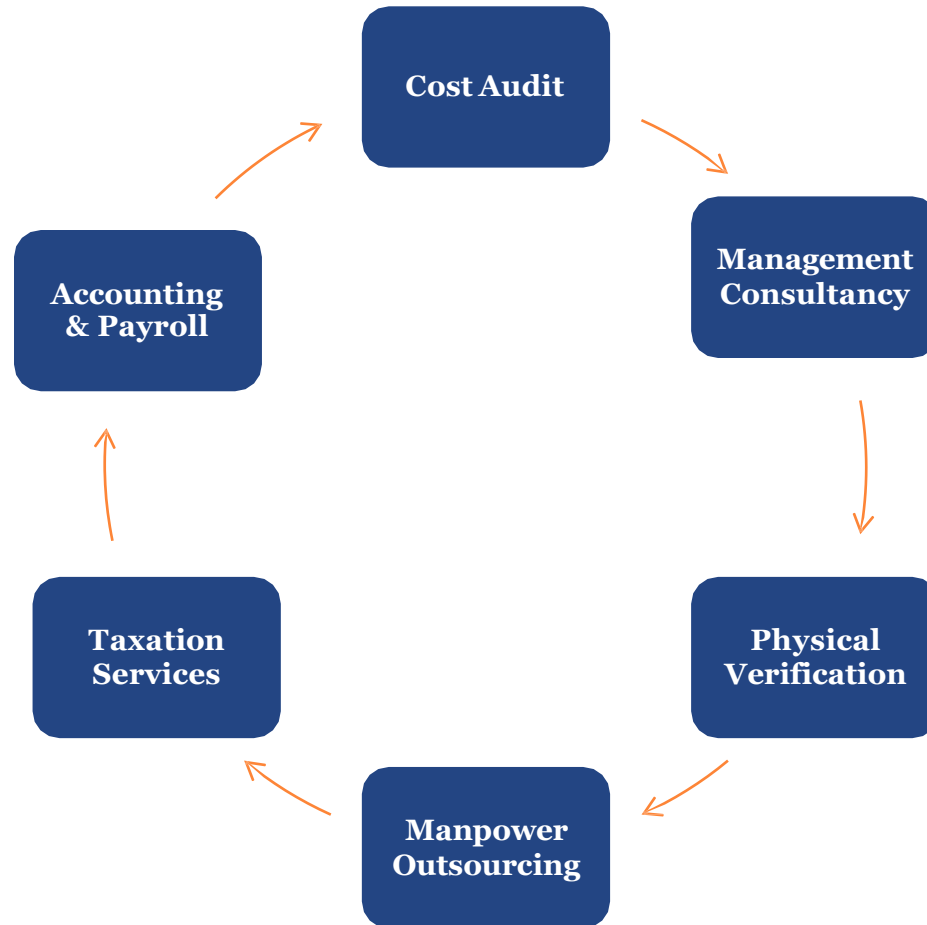 Cost Audit
Management
Consultancy
Physical
Verification
Manpower
Outsourcing
Taxation
Services
Accounting
& Payroll